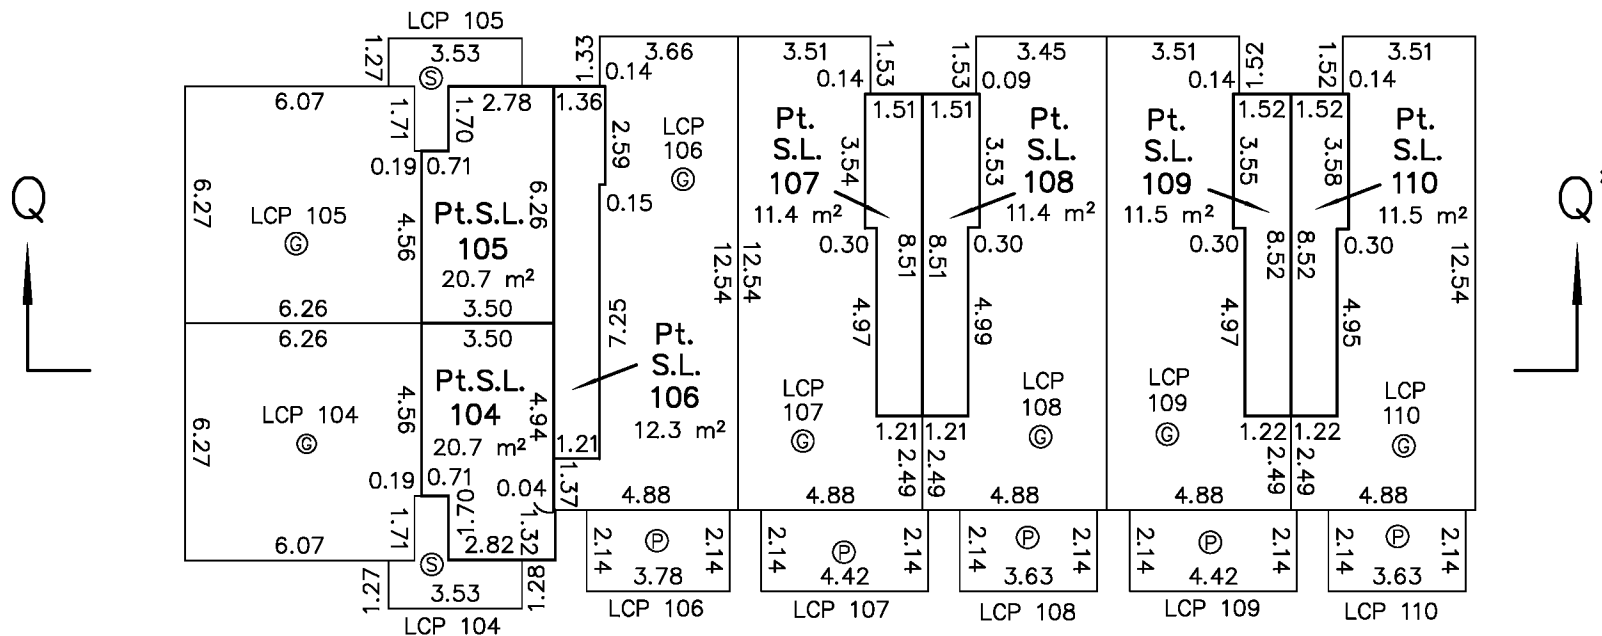 LCP 105
1.27
3.53
S
1.33
3.66
0.14
3.51
1.53
0.14
1.53
3.45
0.09
3.51
1.52
0.14
1.52
3.51
0.14
6.07
1.71
1.70
2.78
1.36
2.59
LCP
106
G
0.15
0.19
0.71
6.27
LCP 105
G
4.56
6.26
Pt.S.L.
105
20.7 m²
3.50
6.26
Q
Q'
Pt.
S.L.
107
11.4 m²
1.51
1.51
3.54
3.53
Pt.
S.L.
108
11.4 m²
0.30
0.30
8.51
8.51
12.54
12.54
Pt.
S.L.
109
11.5 m²
1.52
1.52
3.55
3.58
Pt.
S.L.
110
11.5 m²
0.30
0.30
8.52
8.52
12.54
6.26
3.50
LCP 104
G
6.27
4.56
Pt.S.L.
104
20.7 m²
4.94
7.25
Pt.
S.L.
106
12.3 m²
1.21
1.37
4.97
4.99
4.97
4.95
LCP
107
G
LCP
108
G
LCP
109
G
LCP
110
G
1.21
1.21
2.49
2.49
1.22
1.22
2.49
2.49
0.19
0.71
1.70
0.04
1.32
1.71
6.07
2.82
4.88
4.88
4.88
4.88
4.88
1.27
S
3.53
1.28
LCP 104
2.14
P
2.14
3.78
LCP 106
2.14
P
2.14
4.42
LCP 107
2.14
P
2.14
3.63
LCP 108
2.14
P
2.14
4.42
LCP 109
2.14
P
2.14
3.63
LCP 110